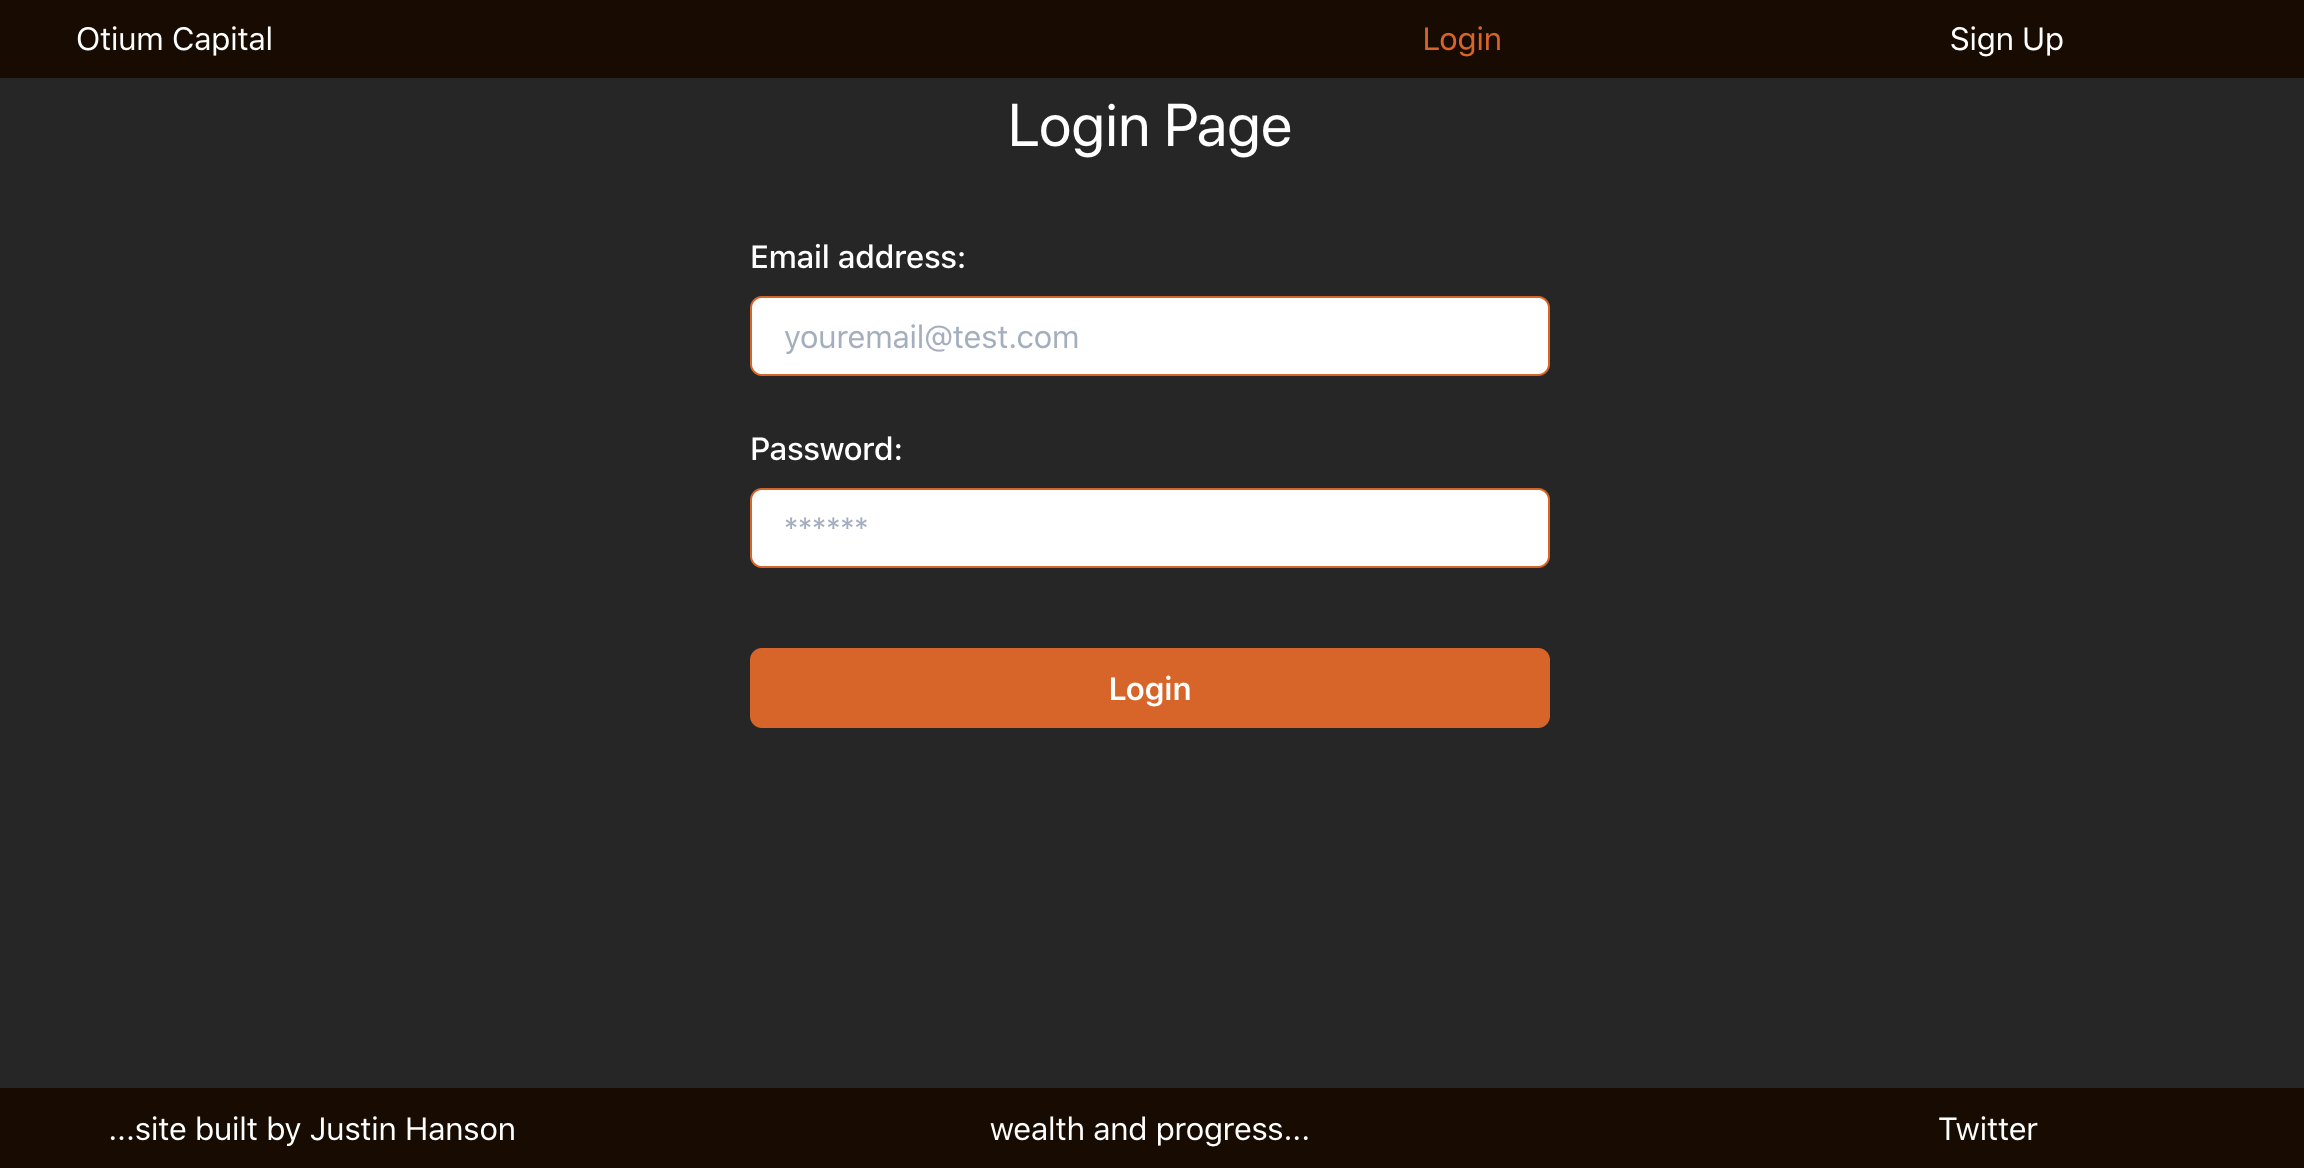 Otium Capital
Login
Sign Up
Login Page
Email address:
youremail@test.com
Password:
******
Login
...site built by Justin Hanson
wealth and progress...
Twitter